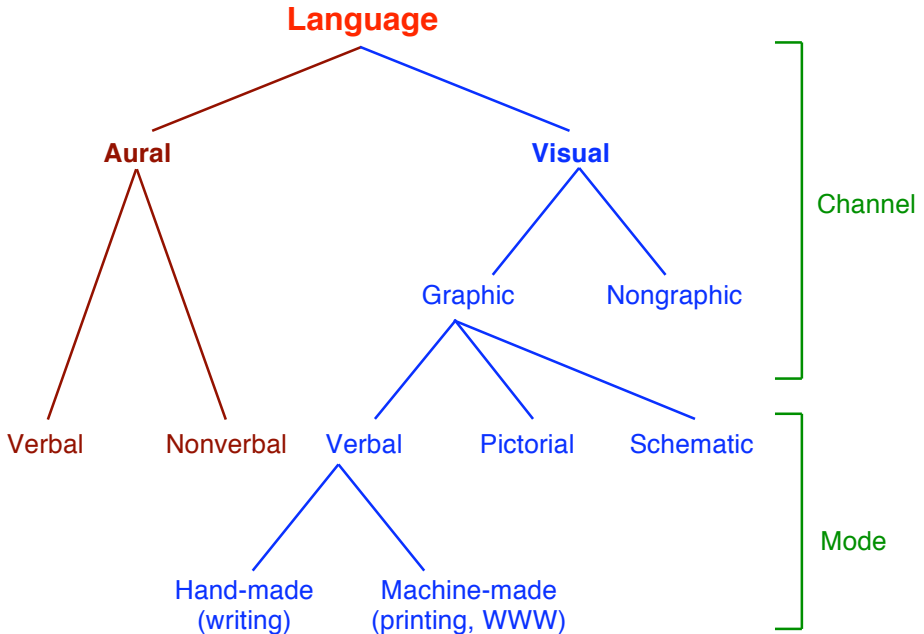 Language
Aural
Visual
Channel
Graphic
Nongraphic
Verbal
Nonverbal
Verbal
Pictorial
Schematic
Mode
Hand-made
(writing)
Machine-made
(printing, WWW)